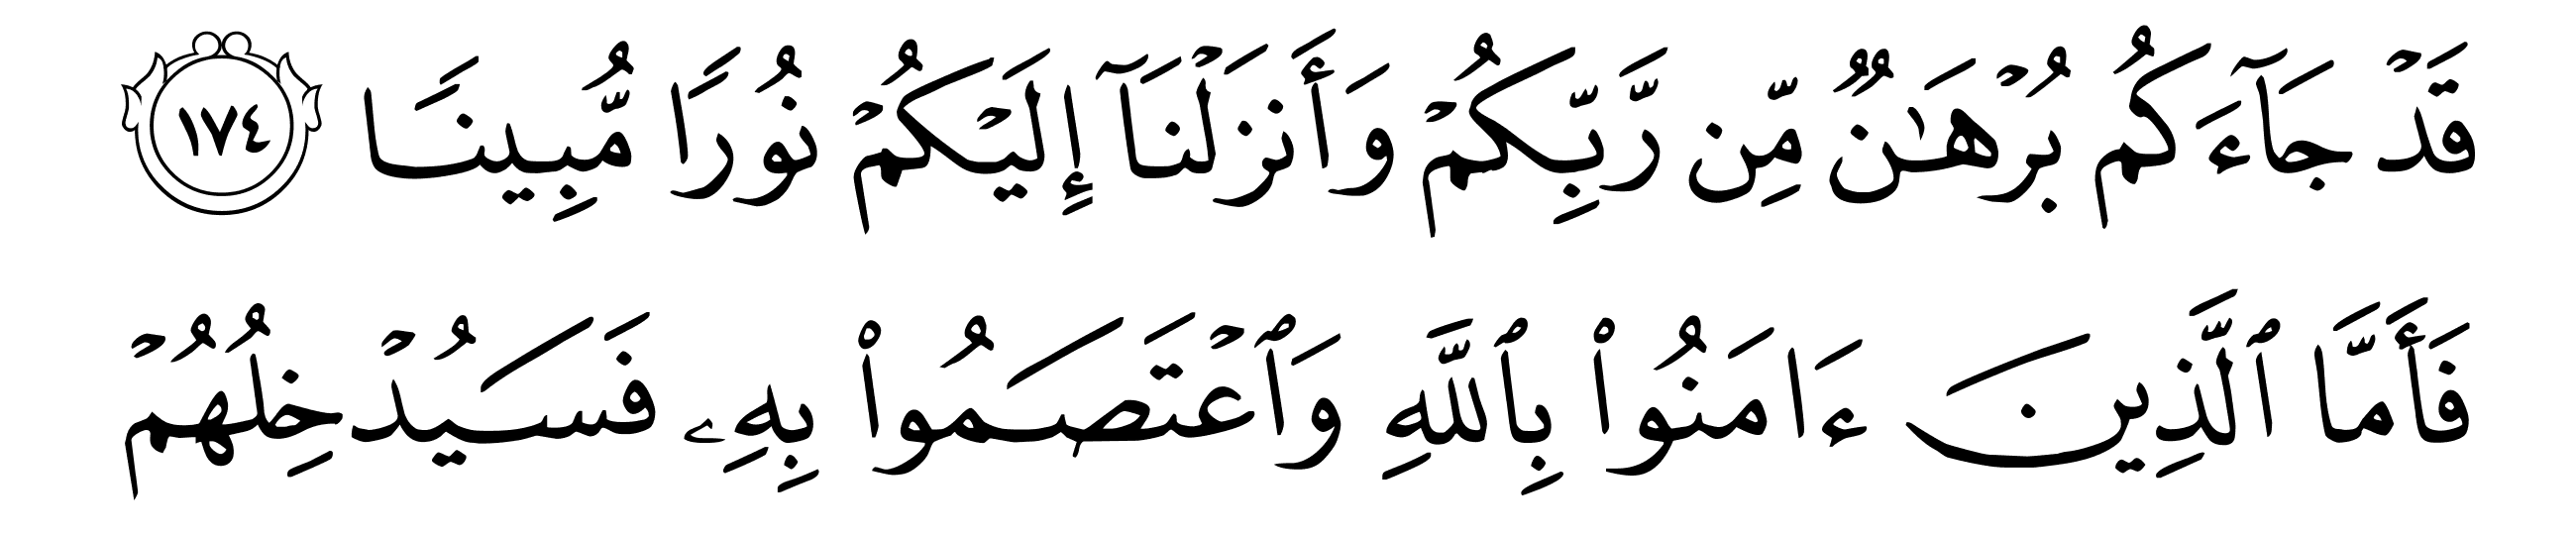 قَدۡ جَآءَكُم بُرۡهَٰنٞ مِّن رَّبِّكُمۡ وَأَنزَلۡنَآ إِلَيۡكُمۡ نُورٗا مُّبِينٗا ١٧٤
فَأَمَّا ٱلَّذِينَ ءَامَنُواْ بِٱللَّهِ وَٱعۡتَصَمُواْ بِهِۦ فَسَيُدۡخِلُهُمۡ